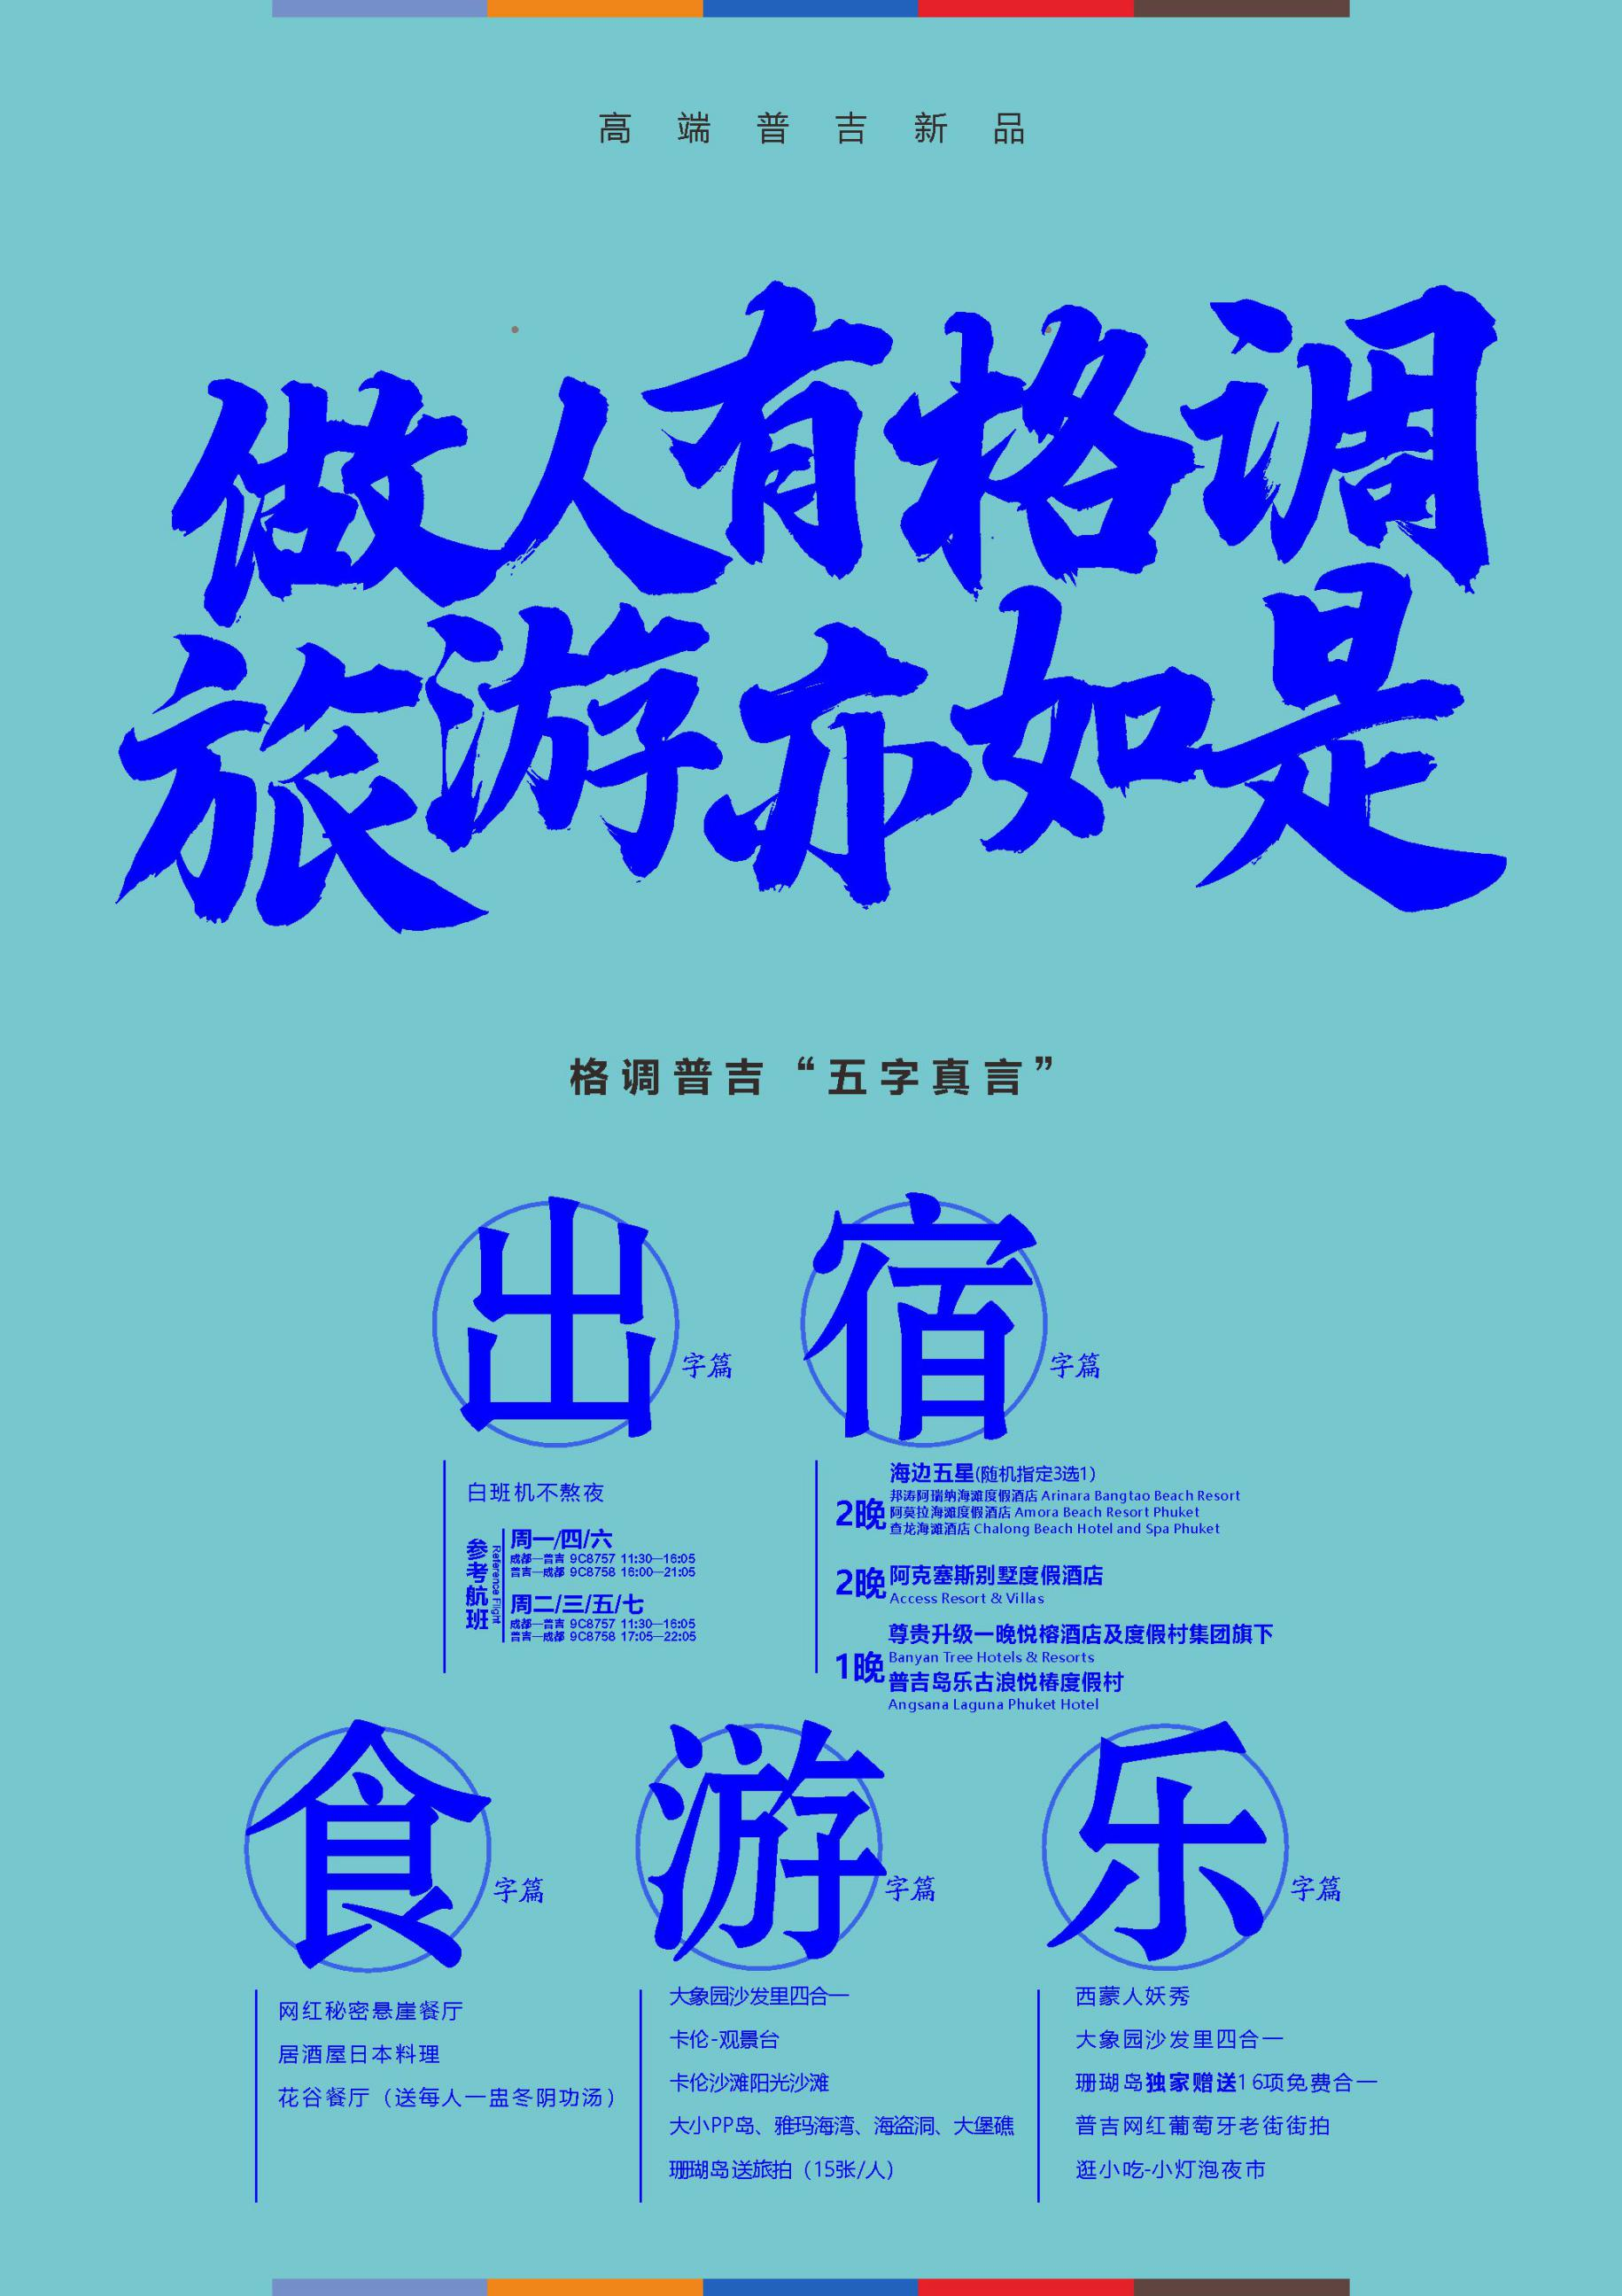 高端普吉新品
做人有格调
旅游亦如是
格调普吉“五字真言”
出字篇
白班机不熬夜
参考航班
Reference Flight
周一/四/六
成都—普吉 9C8757 11:30—16:05
普吉—成都 9C8758 16:00—21:05
周二/三/五/七
成都—普吉 9C8757 11:30—16:05
普吉—成都 9C8758 17:05—22:05
宿字篇
2晚
海边五星(随机指定3选1)
邦涛阿瑞纳海滩度假酒店 Arinara Bangtao Beach Resort
阿莫拉海滩度假酒店 Amora Beach Resort Phuket
查龙海滩酒店 Chalong Beach Hotel and Spa Phuket
2晚
阿克塞斯别墅度假酒店
Access Resort & Villas
1晚
尊贵升级一晚悦榕酒店及度假村集团旗下
Banyan Tree Hotels & Resorts
普吉岛乐古浪悦椿度假村
Angsana Laguna Phuket Hotel
食字篇
网红秘密悬崖餐厅
居酒屋日本料理
花谷餐厅（送每人一盅冬阴功汤）
游字篇
大象园沙发里四合一
卡伦-观景台
卡伦沙滩阳光沙滩
大小PP岛、雅玛海湾、海盗洞、大堡礁
珊瑚岛送旅拍（15张/人）
乐字篇
西蒙人妖秀
大象园沙发里四合一
珊瑚岛独家赠送16项免费合一
普吉网红葡萄牙老街街拍
逛小吃-小灯泡夜市